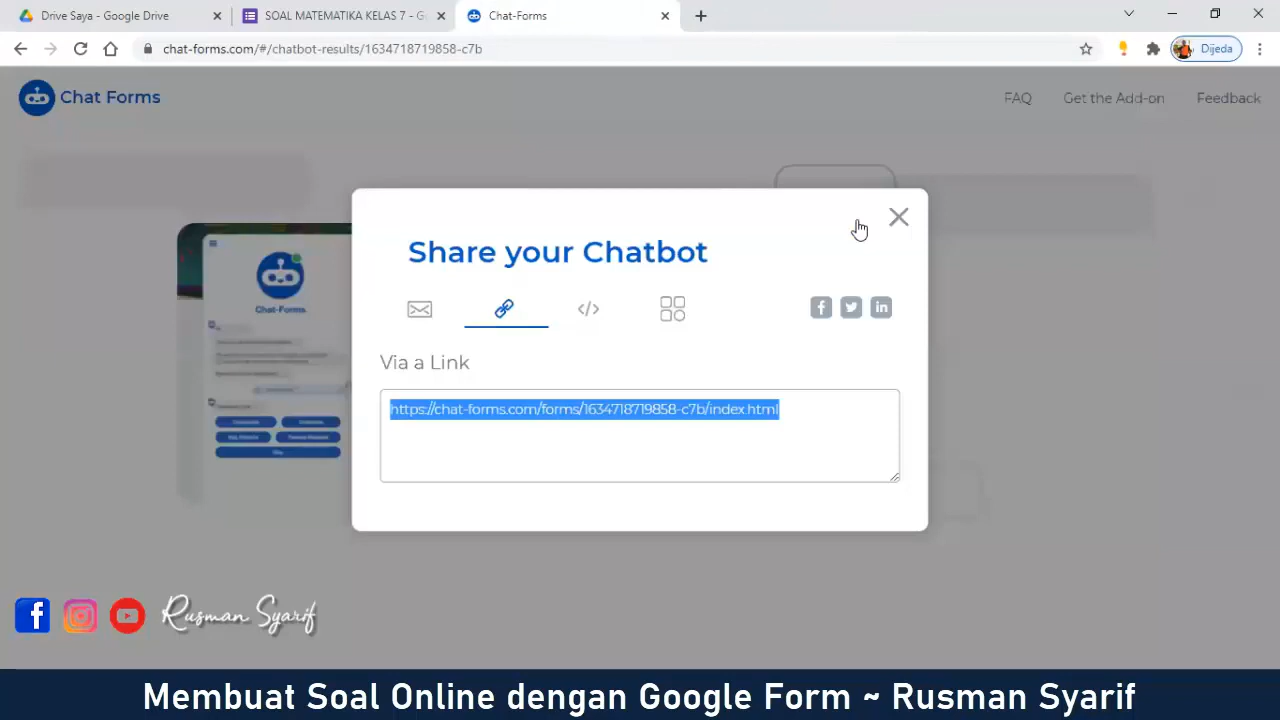 Drive Saya - Google Drive
SOAL MATEMATIKA KELAS 7 - G
Chat-Forms
chat-forms.com/#/chatbot-results/1634718719858-c7b
Dijeda
Chat Forms
FAQ
Get the Add-on
Feedback
Share your Chatbot
Chat-Forms
Via a Link
https://chat-forms.com/forms/1634718719858-c7b/index.html
Rusman Syarif
Membuat Soal Online dengan Google Form ~ Rusman Syarif